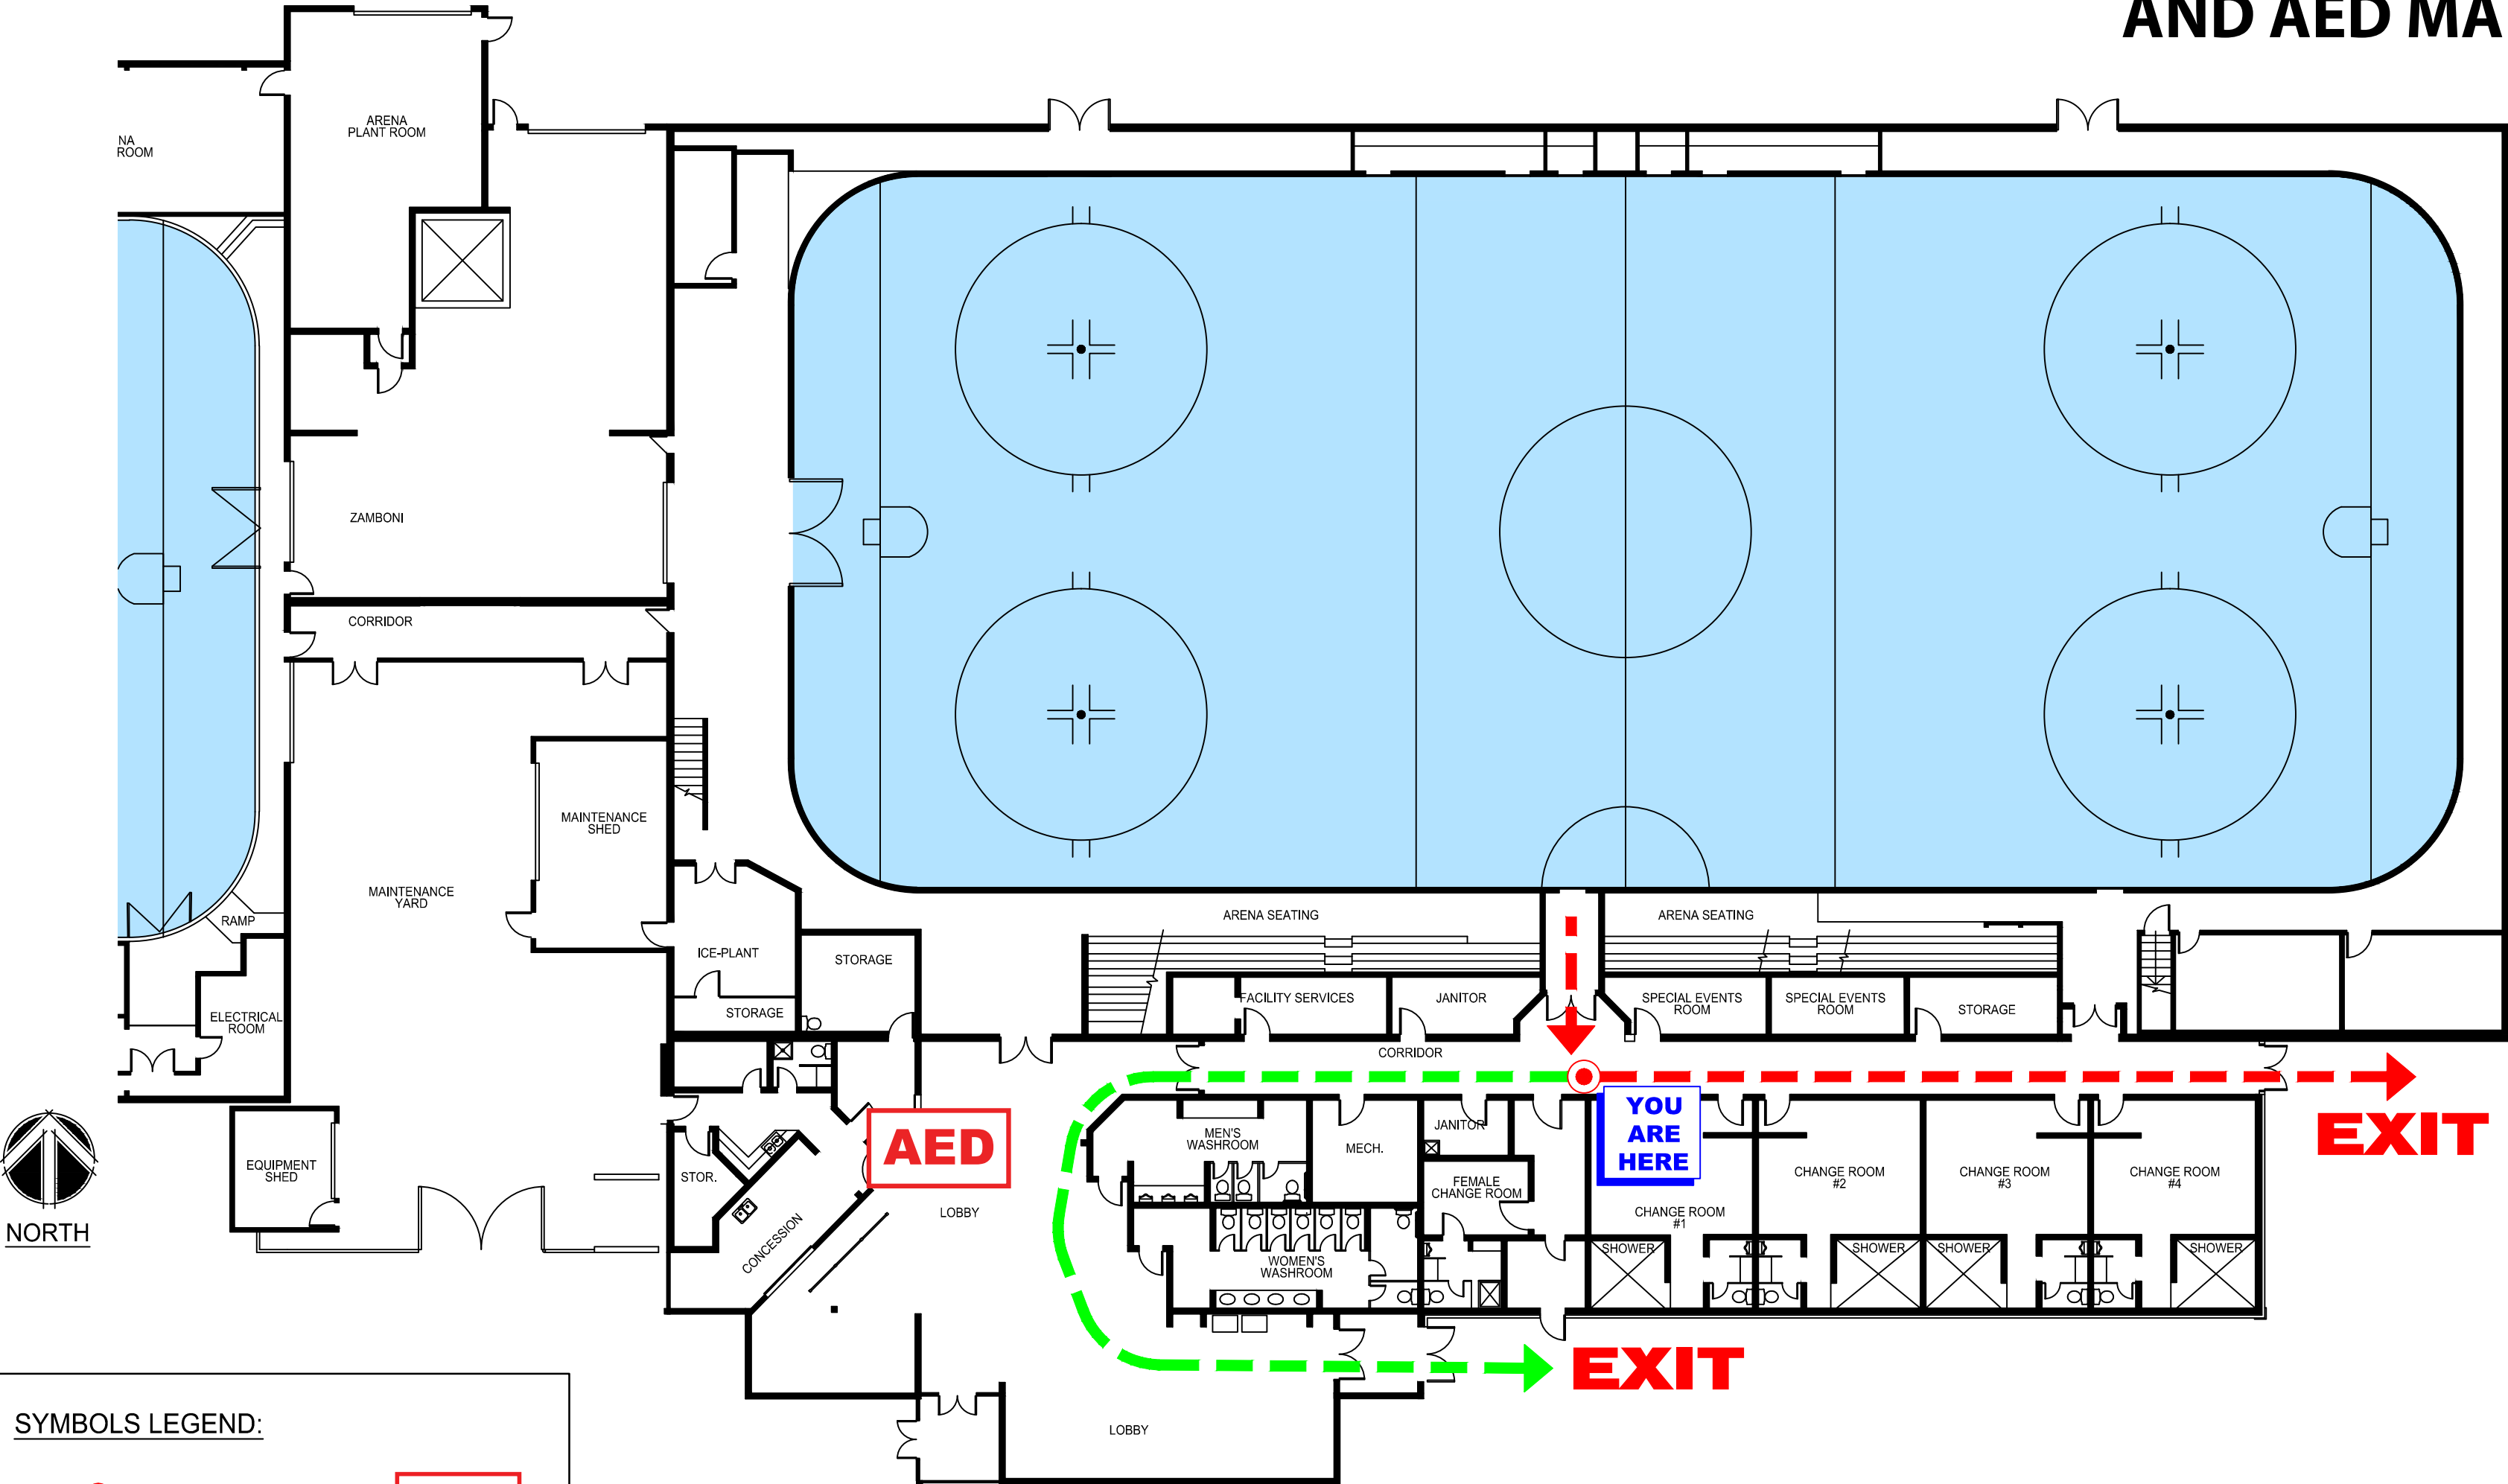 AND AED MA
ARENA
PLANT ROOM
NA
ROOM
ZAMBONI
CORRIDOR
MAINTENANCE
SHED
MAINTENANCE
YARD
RAMP
ARENA SEATING
ARENA SEATING
ICE-PLANT
STORAGE
FACILITY SERVICES
JANITOR
SPECIAL EVENTS
ROOM
SPECIAL EVENTS
ROOM
STORAGE
STORAGE
ELECTRICAL
ROOM
CORRIDOR
YOU
ARE
HERE
EXIT
AED
MEN'S
WASHROOM
MECH.
JANITOR
FEMALE
CHANGE ROOM
CHANGE ROOM
#1
CHANGE ROOM
#2
CHANGE ROOM
#3
CHANGE ROOM
#4
EQUIPMENT
SHED
STOR.
LOBBY
CONCESSION
NORTH
WOMEN'S
WASHROOM
SHOWER
SHOWER
SHOWER
SHOWER
EXIT
LOBBY
SYMBOLS LEGEND: